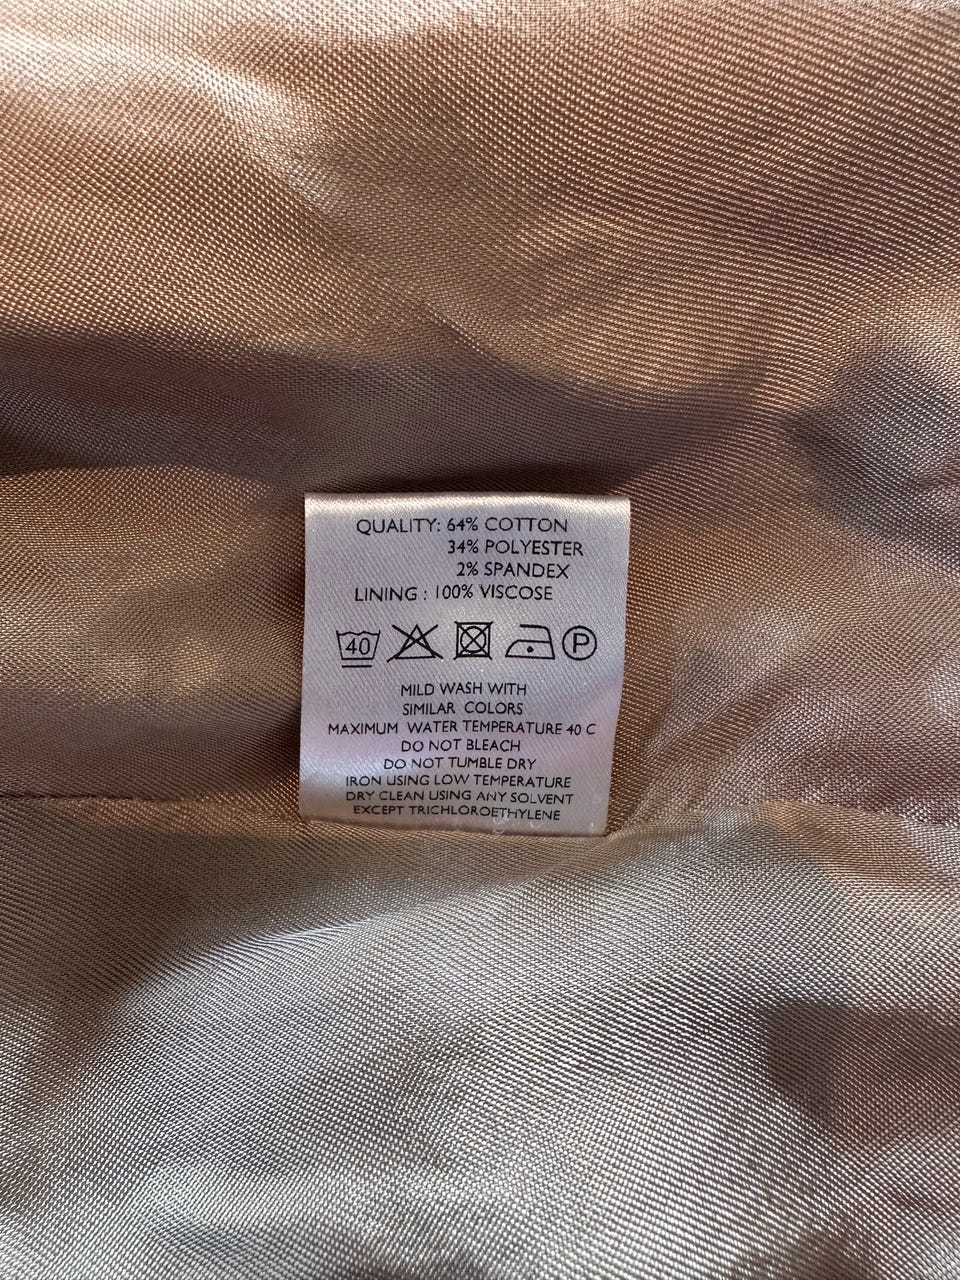 QUALITY: 64% COTTON
34% POLYESTER
2% SPANDEX
LINING : 100% VISCOSE
40 P
MILD WASH WITH
SIMILAR COLORS
MAXIMUM WATER TEMPERATURE 40 C
DO NOT BLEACH
DO NOT TUMBLE DRY
IRON USING LOW TEMPERATURE
DRY CLEAN USING ANY SOLVENT
EXCEPT TRICHLOROETHYLENE